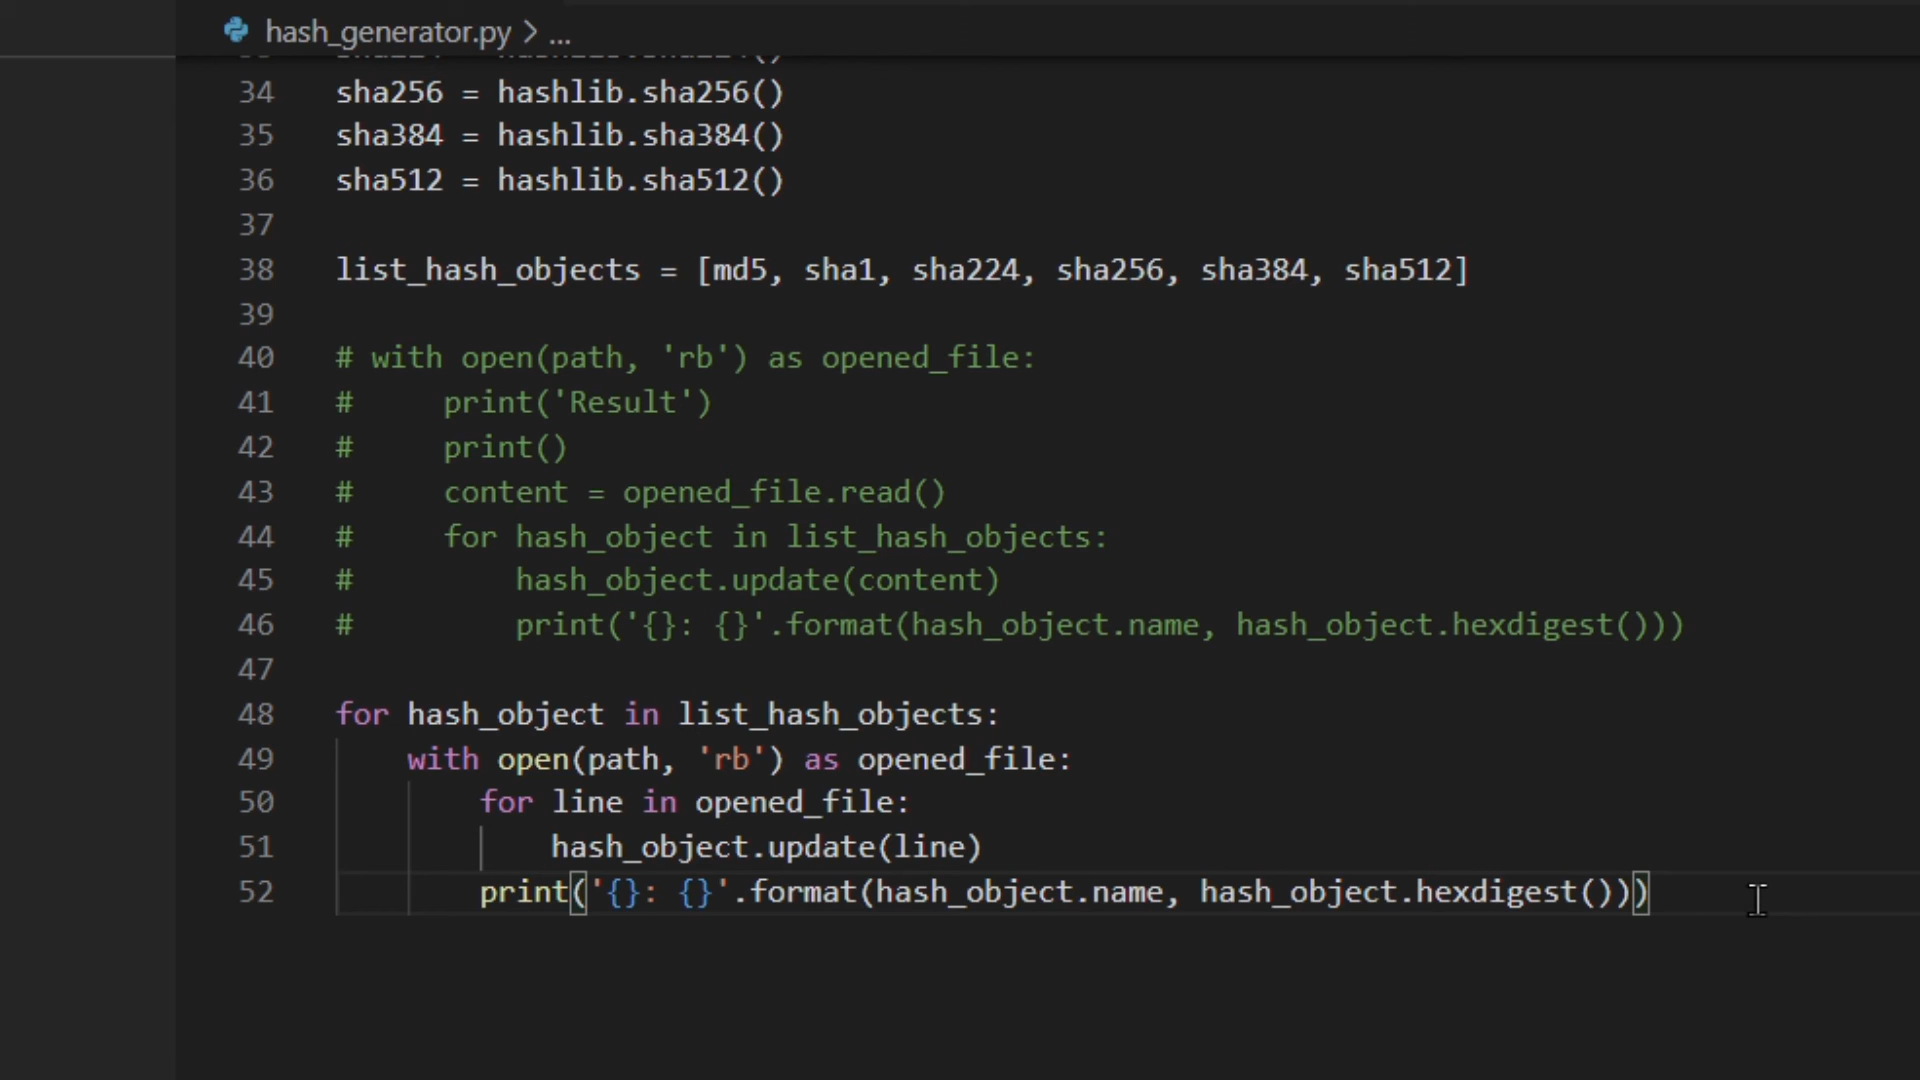 hash_generator.py > ...
34 sha256 = hashlib.sha256()
35 sha384 = hashlib.sha384()
36 sha512 = hashlib.sha512()
37
38 list_hash_objects = [md5, sha1, sha224, sha256, sha384, sha512]
39
40 # with open(path, 'rb') as opened_file:
41 #     print('Result')
42 #     print()
43 #     content = opened_file.read()
44 #     for hash_object in list_hash_objects:
45 #         hash_object.update(content)
46 #         print('{}: {}'.format(hash_object.name, hash_object.hexdigest()))
47
48 for hash_object in list_hash_objects:
49     with open(path, 'rb') as opened_file:
50         for line in opened_file:
51             hash_object.update(line)
52         print('{}: {}'.format(hash_object.name, hash_object.hexdigest()))